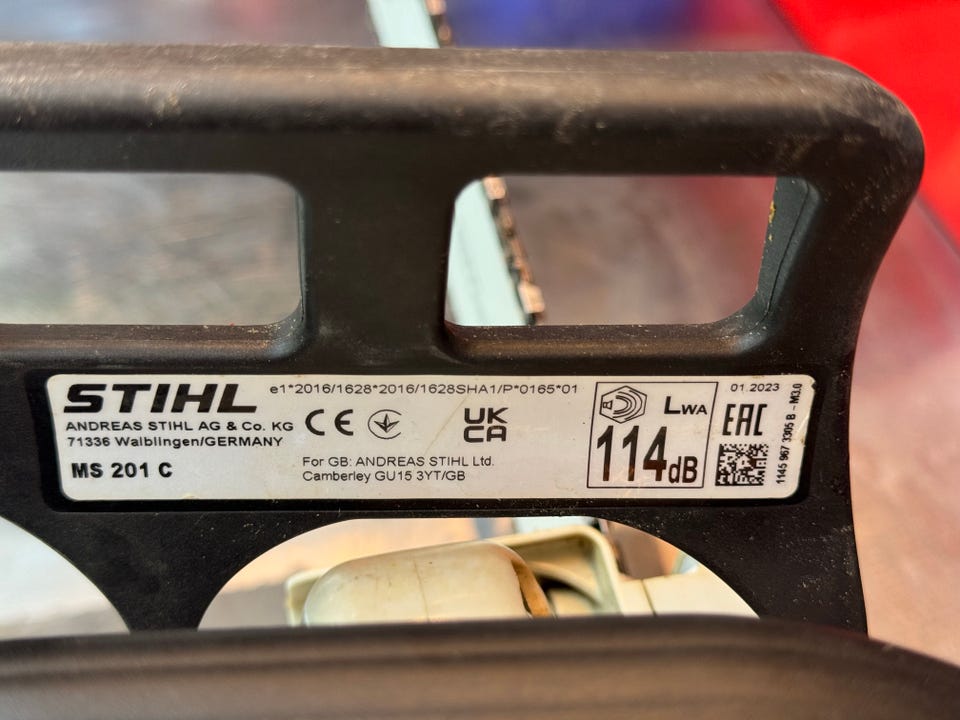 STIHL
ANDREAS STIHL AG & Co. KG
71336 Waiblingen/GERMANY
MS 201 C
e1*2016/1628*2016/1628SHA1/P*0165*01
CE
UK
CA
For GB: ANDREAS STIHL Ltd.
Camberley GU15 3YT/GB
LWA
114dB
01.2023
EAC
1145 967 3305 B - M3.0